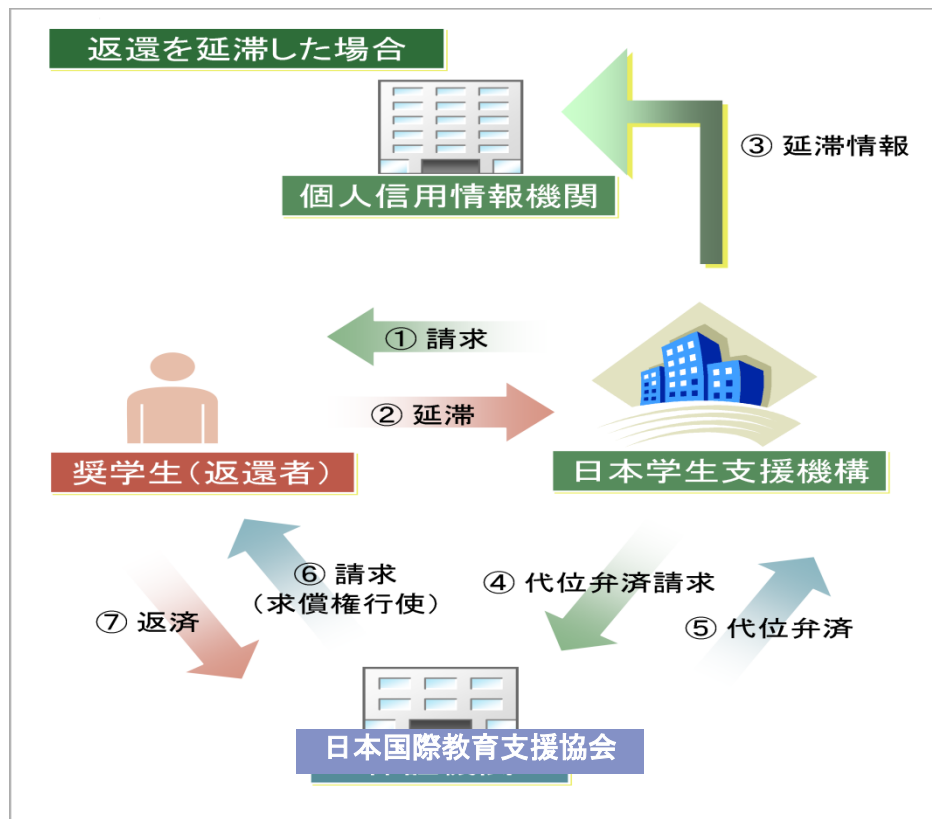 返還を延滞した場合
③ 延滞情報
個人信用情報機関
① 請求
② 延滞
奨学生（返還者）
日本学生支援機構
⑥ 請求
（求償権行使）
④ 代位弁済請求
⑦ 返済
⑤ 代位弁済
日本国際教育支援協会